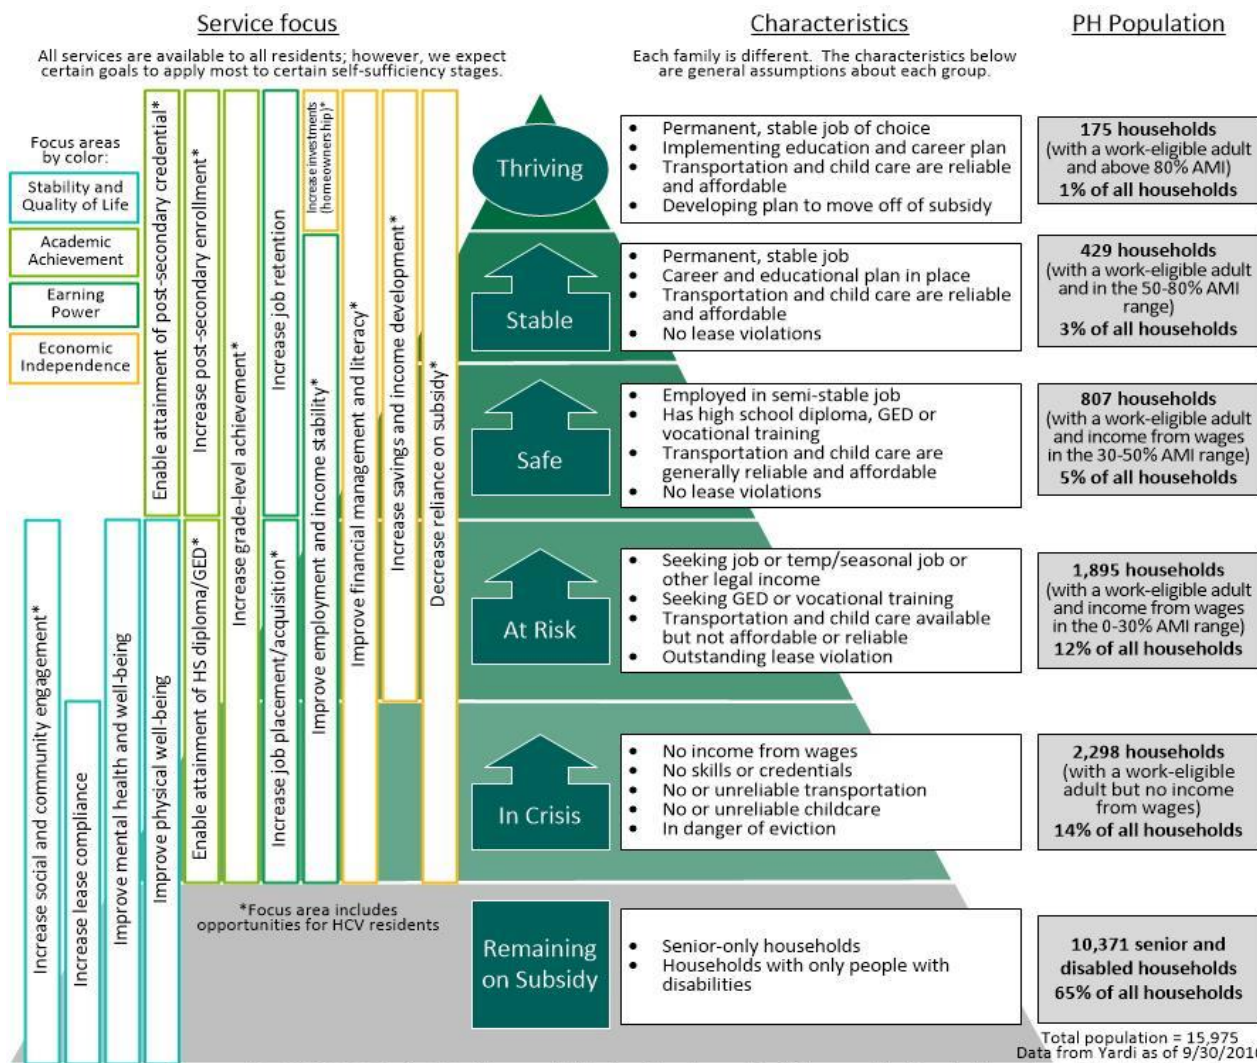 Service focus
All services are available to all residents; however, we expect
certain goals to apply most to certain self-sufficiency stages.
Focus areas
by color:
Stability and
Quality of Life
Academic
Achievement
Earning
Power
Economic
Independence
Increase social and community engagement*
Increase lease compliance
Improve mental health and well-being
Improve physical well-being
Enable attainment of post-secondary credential*
Increase post-secondary enrollment*
Enable attainment of HS diploma/GED*
Increase grade-level achievement*
Increase job retention
Increase job placement/acquisition*
Increase investments
(homeownership)*
Improve employment and income stability*
Improve financial management and literacy*
Increase savings and income development*
Decrease reliance on subsidy*
*Focus area includes
opportunities for HCV residents
Thriving
Stable
Safe
At Risk
In Crisis
Remaining
on Subsidy
Characteristics
Each family is different. The characteristics below
are general assumptions about each group.
• Permanent, stable job of choice
• Implementing education and career plan
• Transportation and child care are reliable
and affordable
• Developing plan to move off of subsidy
• Permanent, stable job
• Career and educational plan in place
• Transportation and child care are reliable
and affordable
• No lease violations
• Employed in semi-stable job
• Has high school diploma, GED or
vocational training
• Transportation and child care are
generally reliable and affordable
• No lease violations
• Seeking job or temp/seasonal job or
other legal income
• Seeking GED or vocational training
• Transportation and child care available
but not affordable or reliable
• Outstanding lease violation
• No income from wages
• No skills or credentials
• No or unreliable transportation
• No or unreliable childcare
• In danger of eviction
• Senior-only households
• Households with only people with
disabilities
PH Population
175 households
(with a work-eligible adult
and above 80% AMI)
1% of all households
429 households
(with a work-eligible adult
and in the 50-80% AMI
range)
3% of all households
807 households
(with a work-eligible adult
and income from wages
in the 30-50% AMI range)
5% of all households
1,895 households
(with a work-eligible adult
and income from wages
in the 0-30% AMI range)
12% of all households
2,298 households
(with a work-eligible
adult but no income
from wages)
14% of all households
10,371 senior and
disabled households
65% of all households
Total population = 15,975
Data from Yardi as of 9/30/201